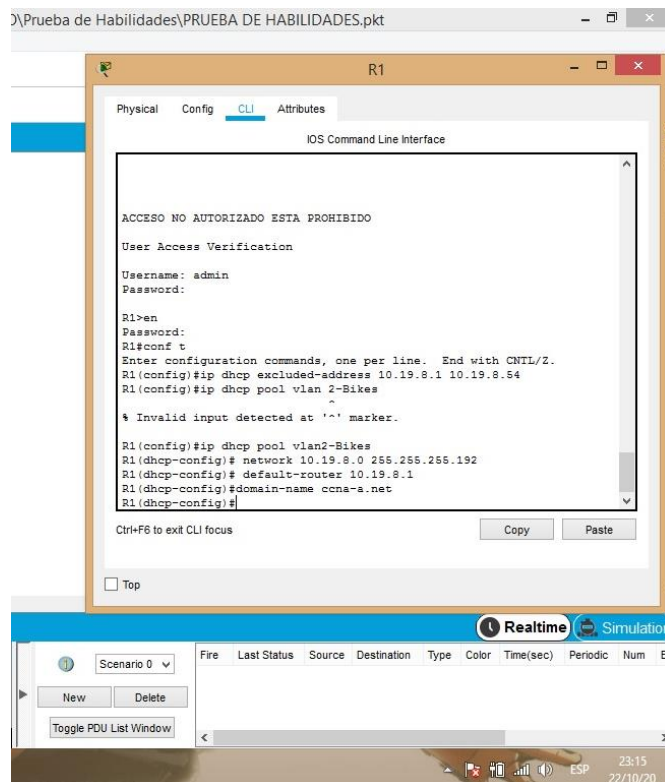 O\Prueba de Habilidades\PRUEBA DE HABILIDADES.pkt
R1
Physical Config CLI Attributes
IOS Command Line Interface
ACCESO NO AUTORIZADO ESTA PROHIBIDO
User Access Verification
Username: admin
Password:
R1>en
Password:
R1#conf t
Enter configuration commands, one per line. End with CNTL/Z.
R1(config)#ip dhcp excluded-address 10.19.8.1 10.19.8.54
R1(config)#ip dhcp pool vlan 2-Bikes
^
% Invalid input detected at '^' marker.
R1(config)#ip dhcp pool vlan2-Bikes
R1(dhcp-config)# network 10.19.8.0 255.255.255.192
R1(dhcp-config)# default-router 10.19.8.1
R1(dhcp-config)#domain-name ccna-a.net
R1(dhcp-config)#
Ctrl+F6 to exit CLI focus
Copy Paste
Top
Realtime Simulation
Scenario 0
Fire Last Status Source Destination Type Color Time(sec) Periodic Num E
New Delete
Toggle PDU List Window
ESP
23:15
22/10/20